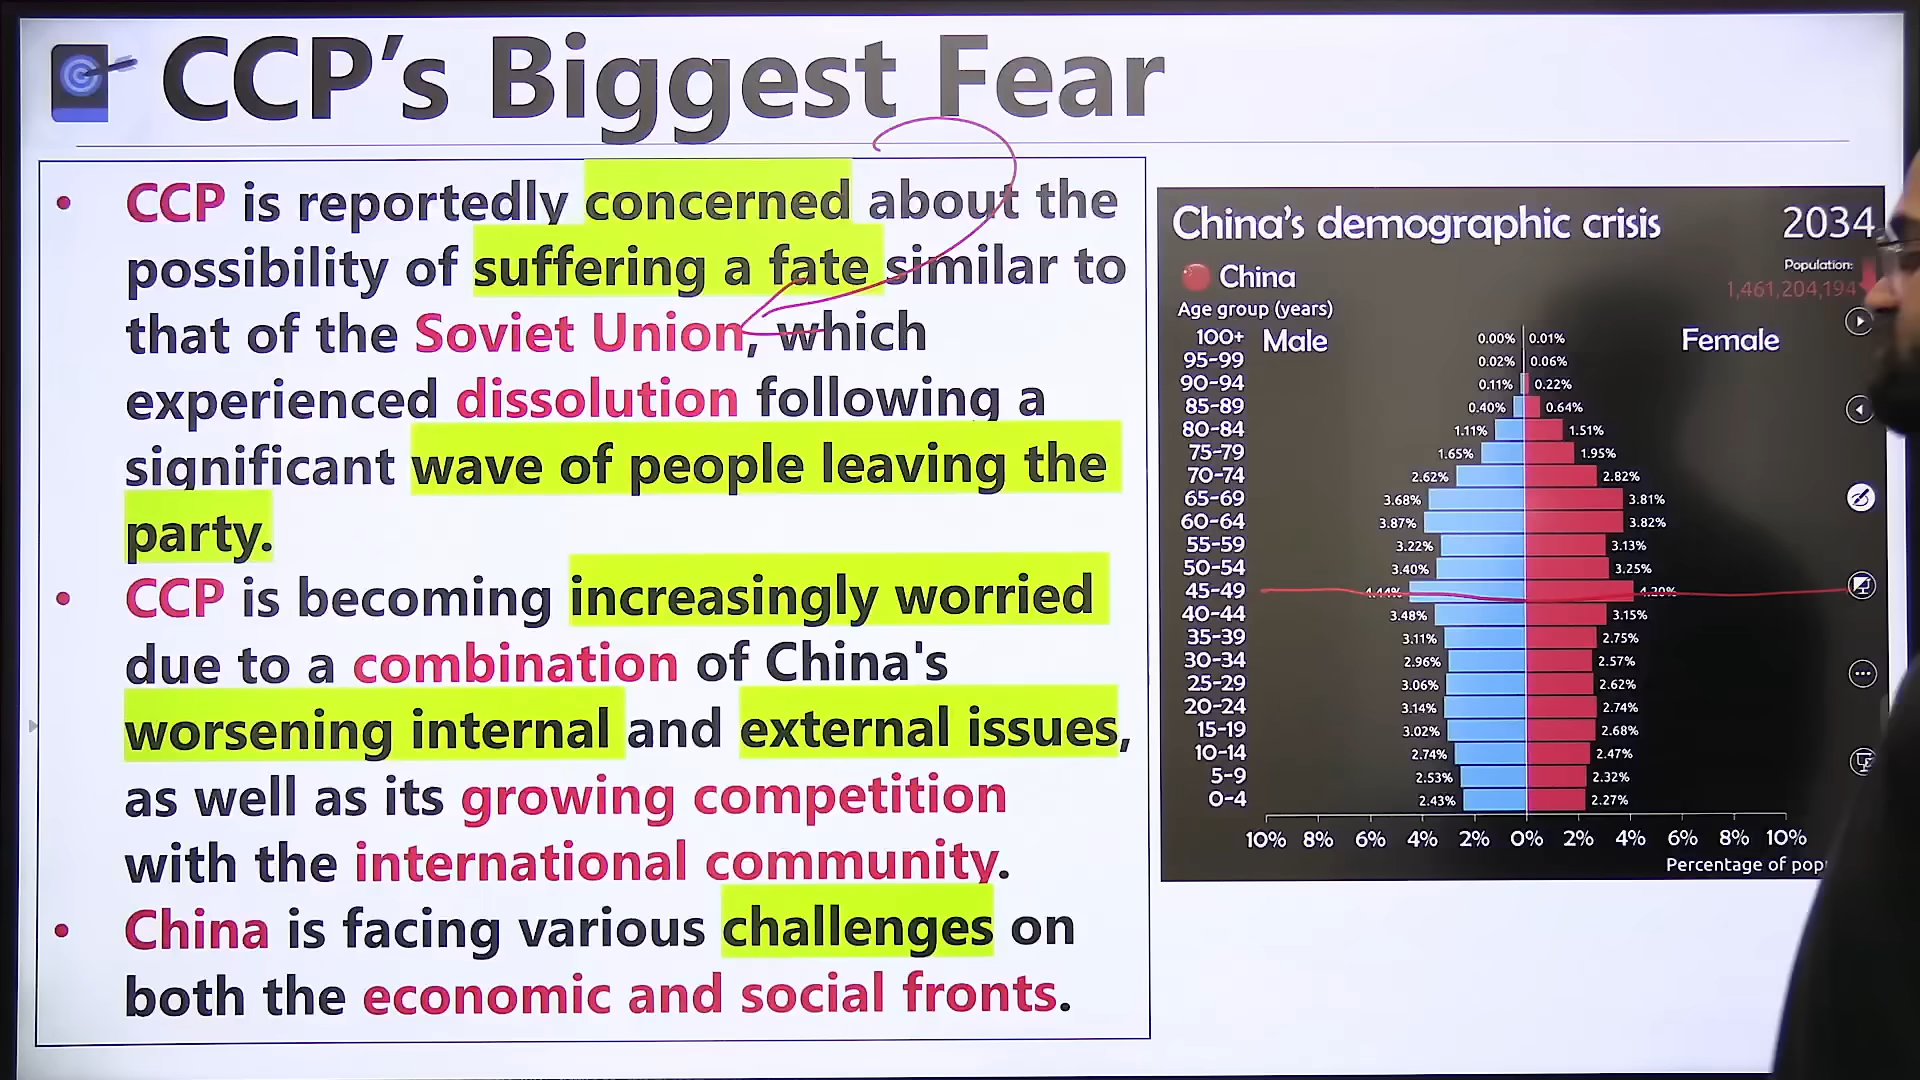 CCP's Biggest Fear
• CCP is reportedly concerned about the
possibility of suffering a fate similar to
that of the Soviet Union, which
experienced dissolution following a
significant wave of people leaving the
party.
• CCP is becoming increasingly worried
due to a combination of China's
worsening internal and external issues,
as well as its growing competition
with the international community.
• China is facing various challenges on
both the economic and social fronts.
China's demographic crisis 2034
China
Population:
1,461,204,194
Age group (years)
Male Female
100+ 0.00% 0.01%
95-99 0.02% 0.06%
90-94 0.11% 0.22%
85-89 0.40% 0.64%
80-84 1.11% 1.51%
75-79 1.65% 1.95%
70-74 2.62% 2.82%
65-69 3.68% 3.81%
60-64 3.87% 3.82%
55-59 3.22% 3.13%
50-54 3.40% 3.25%
45-49 4.44% 4.20%
40-44 3.48% 3.15%
35-39 3.11% 2.75%
30-34 2.96% 2.57%
25-29 3.06% 2.62%
20-24 3.14% 2.74%
15-19 3.02% 2.68%
10-14 2.74% 2.47%
5-9 2.53% 2.32%
0-4 2.43% 2.27%
10% 8% 6% 4% 2% 0% 2% 4% 6% 8% 10%
Percentage of pop